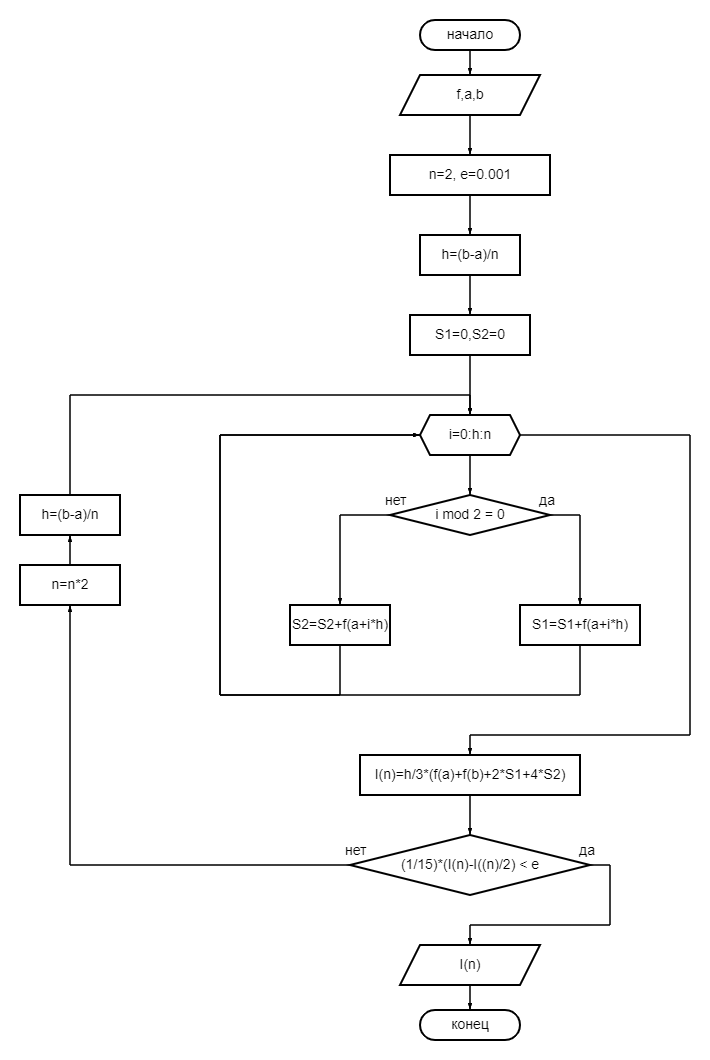 начало
f,a,b
n=2, e=0.001
h=(b-a)/n
S1=0,S2=0
i=0:h:n
нет
да
i mod 2 = 0
h=(b-a)/n
n=n*2
S2=S2+f(a+i*h)
S1=S1+f(a+i*h)
I(n)=h/3*(f(a)+f(b)+2*S1+4*S2)
нет
да
(1/15)*(I(n)-I((n)/2) < e
I(n)
конец